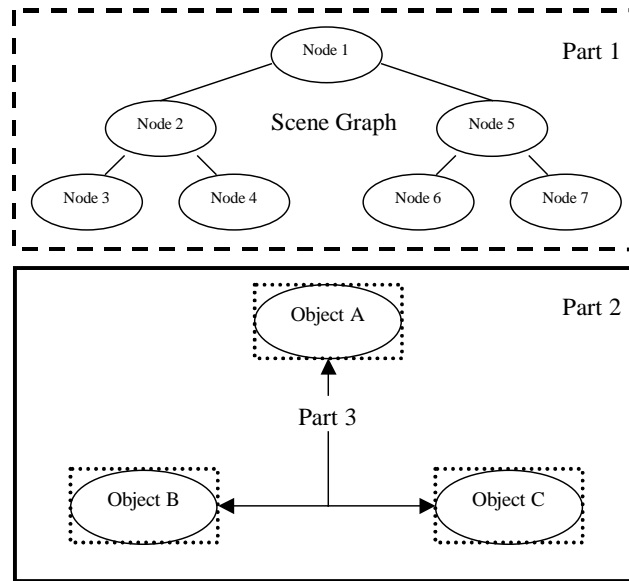 Node 1
Part 1
Node 2
Scene Graph
Node 5
Node 3
Node 4
Node 6
Node 7
Part 2
Object A
Part 3
Object B
Object C